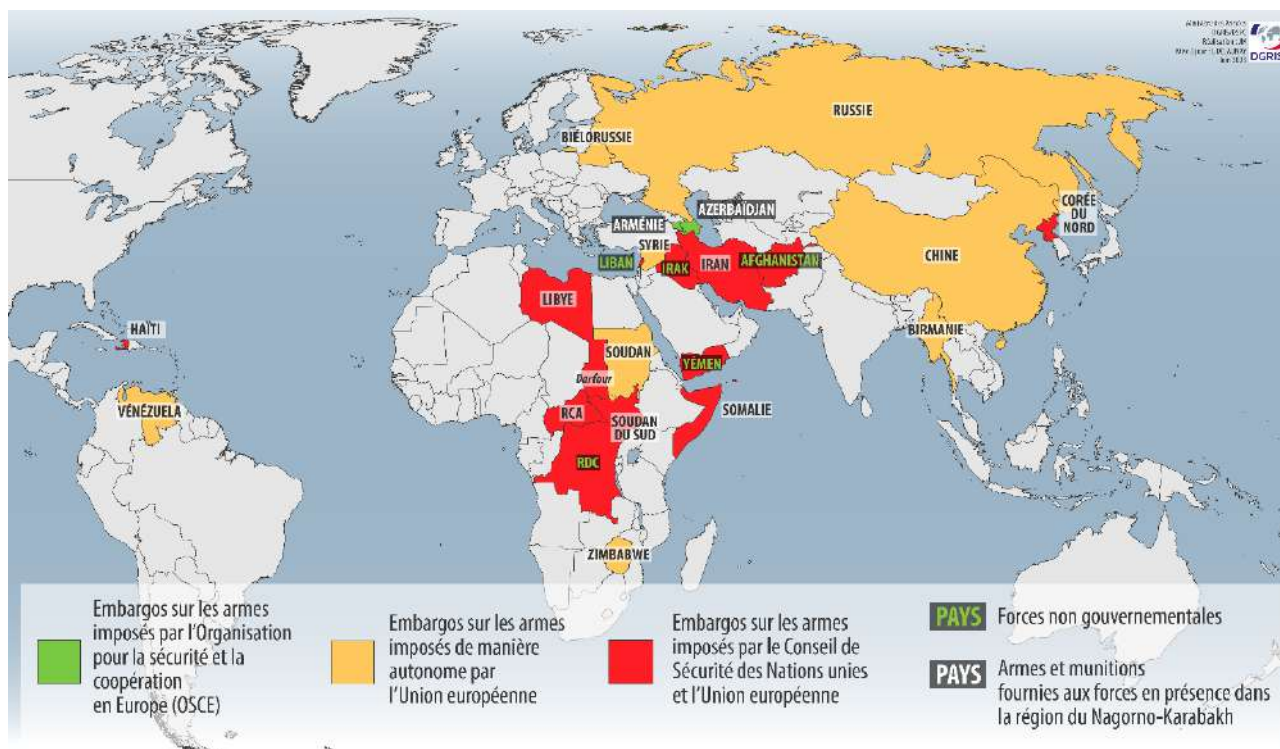 DGRIS
RUSSIE
BIÉLORUSSIE
CORÉE
DU
NORD
AZERBAÏDJAN
ARMÉNIE
SYRIE
LIBAN
IRAK
IRAN
AFGHANISTAN
CHINE
LIBYE
HAÏTI
BIRMANIE
SOUDAN
YÉMEN
Darfour
VÉNÉZUELA
RCA
SOUDAN
DU SUD
SOMALIE
RDC
ZIMBABWE
Embargos sur les armes
imposés par l'Organisation
pour la sécurité et la
coopération
en Europe (OSCE)
Embargos sur les armes
imposés de manière
autonome par
l'Union européenne
Embargos sur les armes
imposés par le Conseil de
Sécurité des Nations unies
et l'Union européenne
PAYS Forces non gouvernementales
PAYS Armes et munitions
fournies aux forces en présence dans
la région du Nagorno-Karabakh